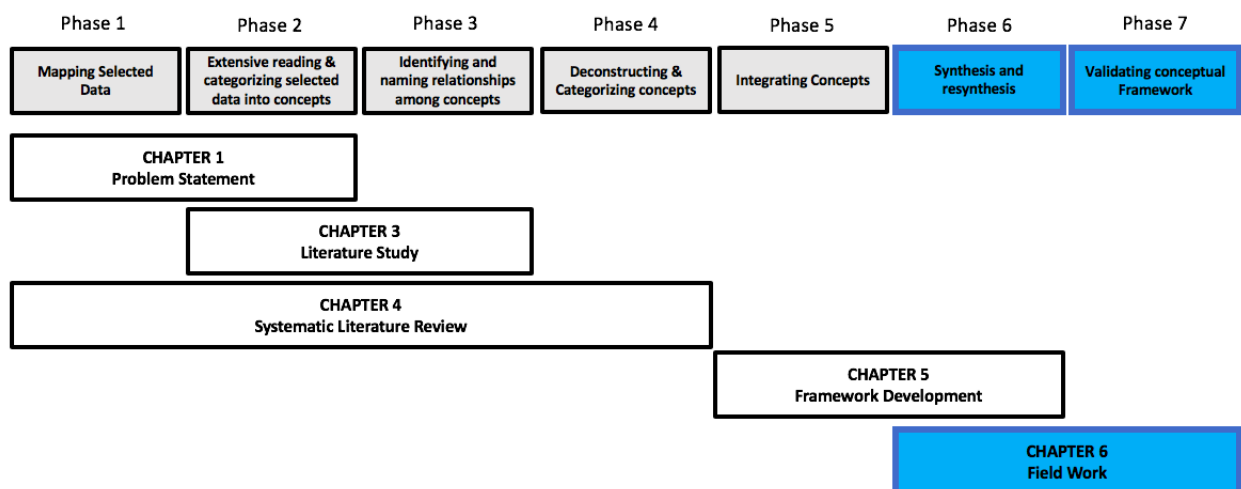 Phase 1
Phase 2
Phase 3
Phase 4
Phase 5
Phase 6
Phase 7
Mapping Selected
Data
Extensive reading &
categorizing selected
data into concepts
Identifying and
naming relationships
among concepts
Deconstructing &
Categorizing concepts
Integrating Concepts
Synthesis and
resynthesis
Validating conceptual
Framework
CHAPTER 1
Problem Statement
CHAPTER 3
Literature Study
CHAPTER 4
Systematic Literature Review
CHAPTER 5
Framework Development
CHAPTER 6
Field Work